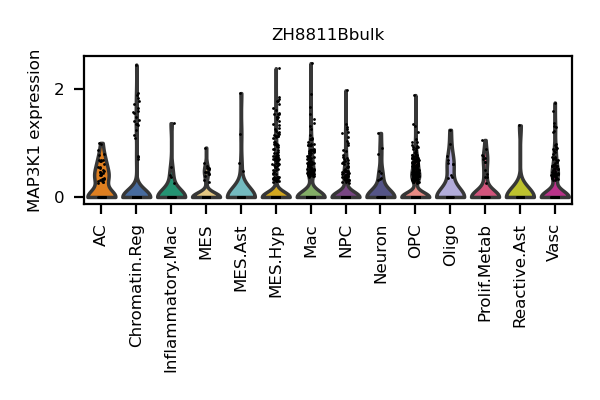 ZH8811Bbulk
MAP3K1 expression
2
0
AC
Chromatin.Reg
Inflammatory.Mac
MES
MES.Ast
MES.Hyp
Mac
NPC
Neuron
OPC
Oligo
Prolif.Metab
Reactive.Ast
Vasc